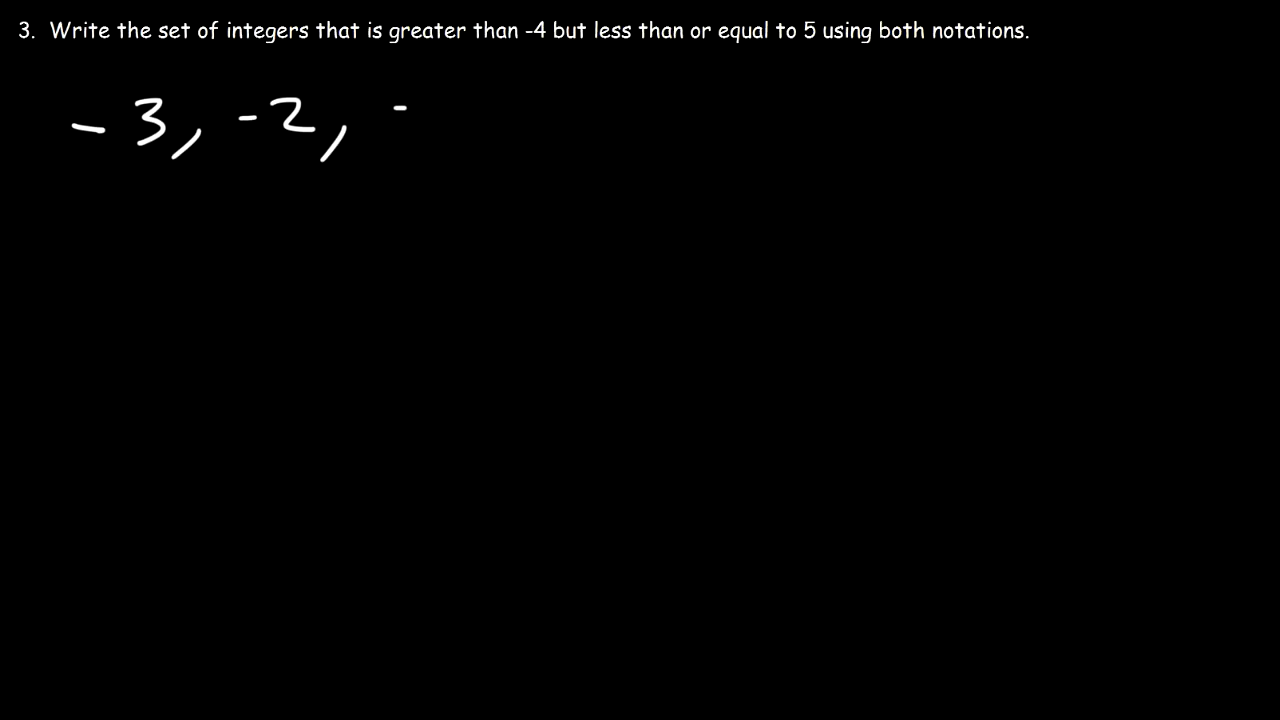 3. Write the set of integers that is greater than -4 but less than or equal to 5 using both notations.
- 3, -2, -